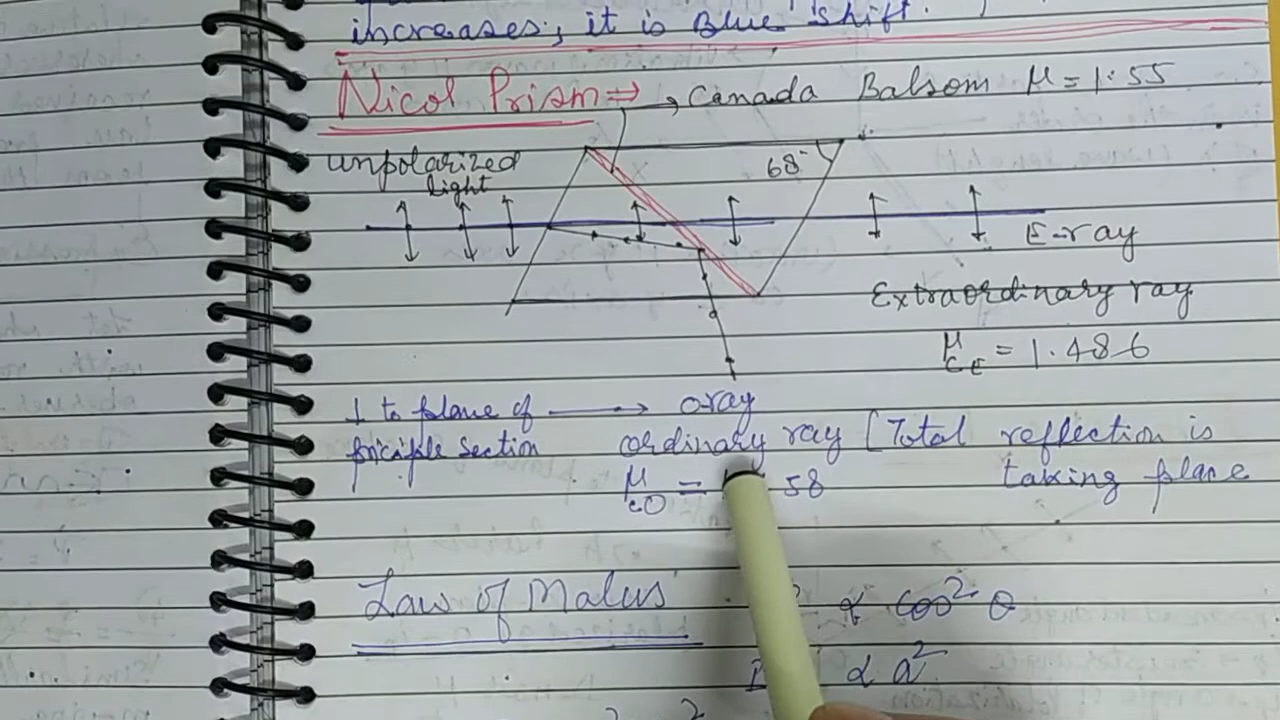 increases, it is Blue Shift.
Nicol Prism ⇒ Canada Balsom μ = 1.55
Unpolarized
light
68°
E-ray
Extraordinary ray
μ = 1.486
CE
⊥ to plane of → o-ray
principle section ordinary ray [Total reflection is
taking place
μ = 58
eO
Law of Malus ∝ Cos² θ
I ∝ a²